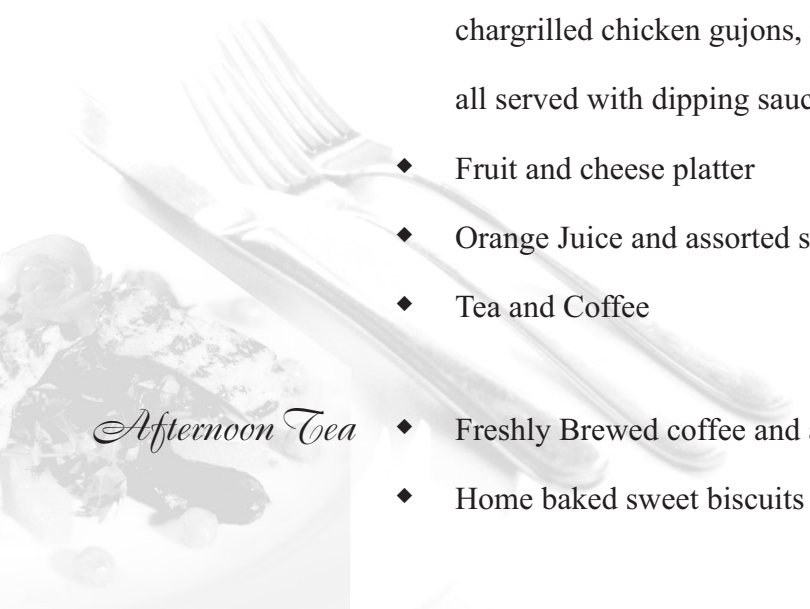 chargrilled chicken gujons,
all served with dipping sauc
◆ Fruit and cheese platter
◆ Orange Juice and assorted s
◆ Tea and Coffee
Afternoon Tea ◆ Freshly Brewed coffee and
◆ Home baked sweet biscuits